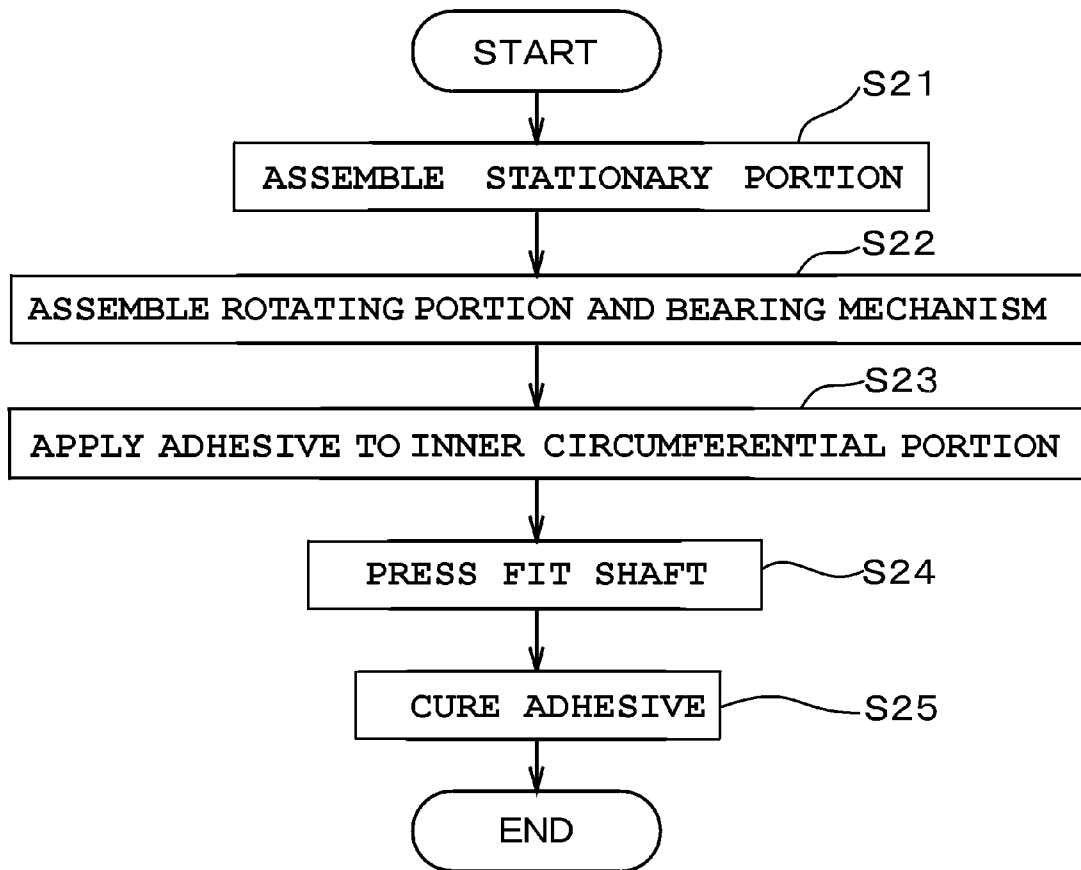 START
S21
ASSEMBLE STATIONARY PORTION
S22
ASSEMBLE ROTATING PORTION AND BEARING MECHANISM
S23
APPLY ADHESIVE TO INNER CIRCUMFERENTIAL PORTION
PRESS FIT SHAFT
S24
CURE ADHESIVE
S25
END